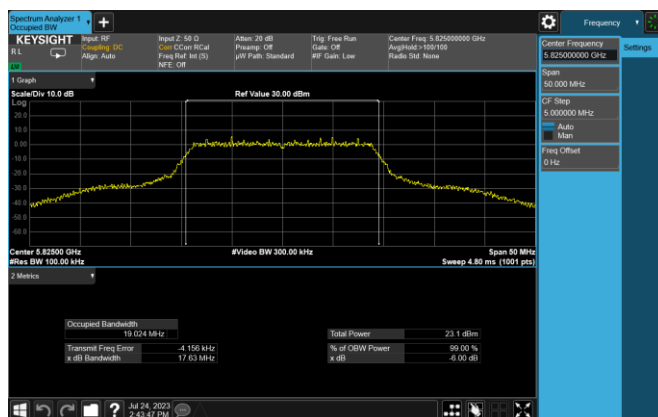 Spectrum Analyzer 1
Occupied BW
Frequency
KEYSIGHT
Input: RF
Input Z: 50 Ω
Atten: 20 dB
Trig: Free Run
Center Freq: 5.825000000 GHz
Center Frequency
5.825000000 GHz
Settings
R L
Coupling: DC
Corr CCorr RCal
Preamp: Off
Gate: Off
Avg|Hold:>100/100
Align: Auto
Freq Ref: Int (S)
µW Path: Standard
#IF Gain: Low
Radio Std: None
NFE: Off
Span
50.000 MHz
1 Graph
Scale/Div 10.0 dB
Ref Value 30.00 dBm
CF Step
5.000000 MHz
Log
20.0
10.0
0.00
-10.0
-20.0
-30.0
-40.0
-50.0
-60.0
Auto
Man
Freq Offset
0 Hz
Center 5.82500 GHz
#Video BW 300.00 kHz
Span 50 MHz
#Res BW 100.00 kHz
Sweep 4.80 ms (1001 pts)
2 Metrics
Occupied Bandwidth
19.024 MHz
Total Power
23.1 dBm
Transmit Freq Error
-4.156 kHz
% of OBW Power
99.00 %
x dB Bandwidth
17.63 MHz
x dB
-6.00 dB
Jul 24, 2023
2:43:47 PM